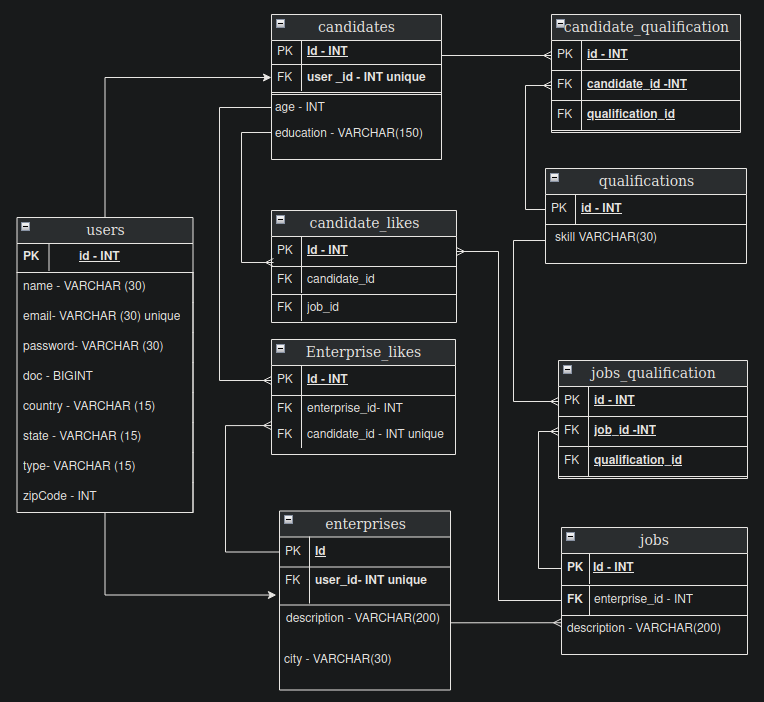 candidates
PK Id - INT
FK user _id - INT unique
age - INT
education - VARCHAR(150)
candidate_qualification
PK id - INT
FK candidate_id -INT
FK qualification_id
qualifications
PK id - INT
skill VARCHAR(30)
users
PK id - INT
name - VARCHAR (30)
email- VARCHAR (30) unique
password- VARCHAR (30)
doc - BIGINT
country - VARCHAR (15)
state - VARCHAR (15)
type- VARCHAR (15)
zipCode - INT
candidate_likes
PK Id - INT
FK candidate_id
FK job_id
Enterprise_likes
PK Id - INT
FK enterprise_id- INT
FK candidate_id - INT unique
jobs_qualification
PK id - INT
FK job_id -INT
FK qualification_id
enterprises
PK Id
FK user_id- INT unique
description - VARCHAR(200)
city - VARCHAR(30)
jobs
PK Id - INT
FK enterprise_id - INT
description - VARCHAR(200)